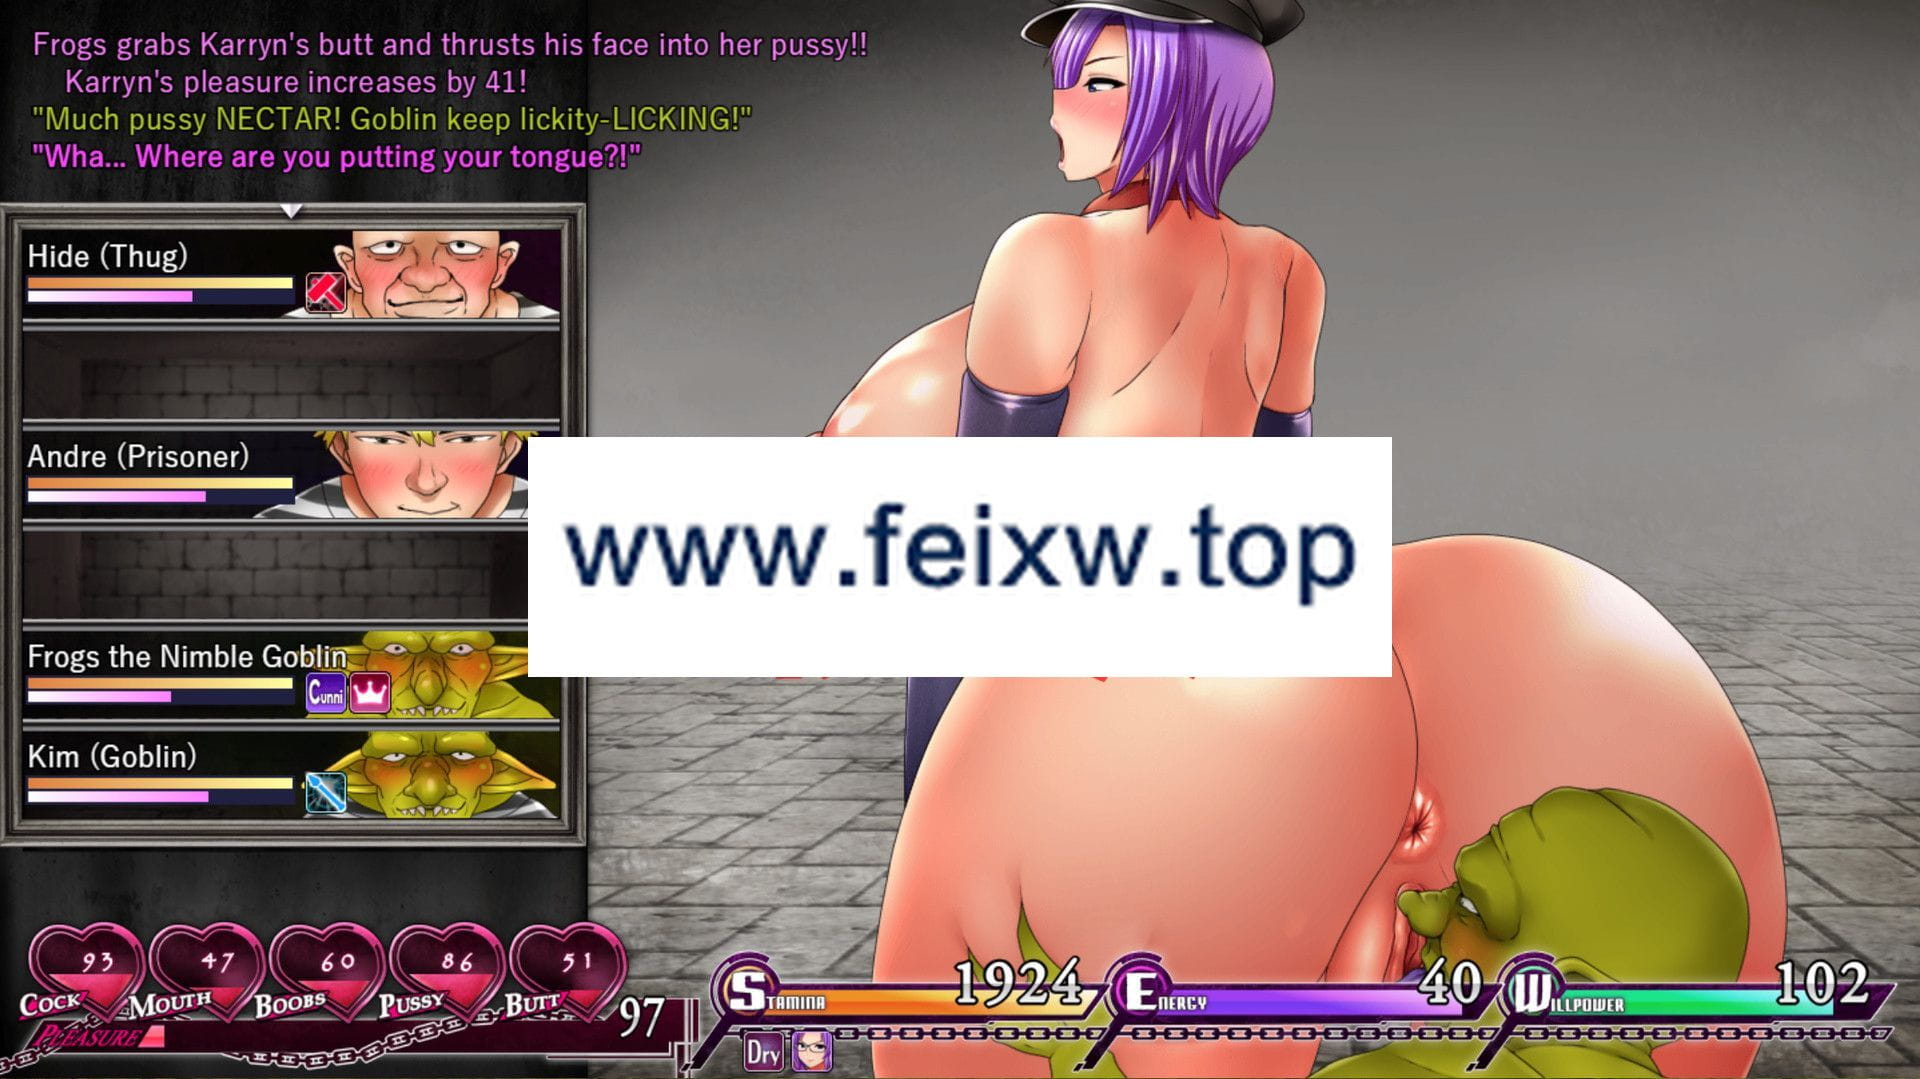 Frogs grabs Karryn's butt and thrusts his face into her pussy!!
Karryn's pleasure increases by 41!
"Much pussy NECTAR! Goblin keep lickity-LICKING!"
"Wha... Where are you putting your tongue?!"
Hide (Thug)
Andre (Prisoner)
www.feixw.top
Frogs the Nimble Goblin
Cunni
Kim (Goblin)
93 47 60 86 51
COCK MOUTH BOOBS PUSSY BUTT
PLEASURE 97
STAMINA 1924 ENERGY 40 WILLPOWER 102
Dry